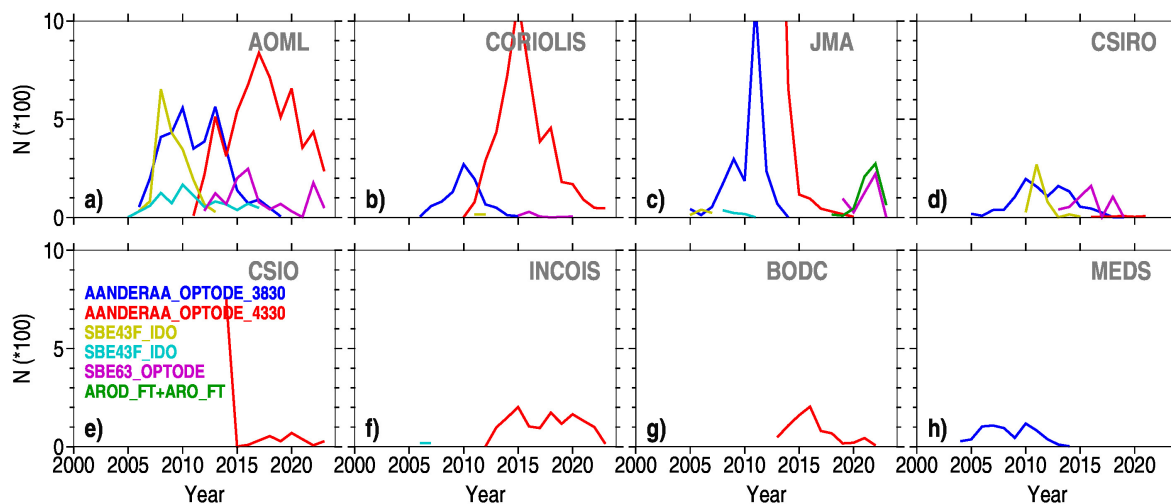 10 AOML CORIOLIS JMA CSIRO
N (*100)
5
0 a) b) c) d)
10 CSIO INCOIS BODC MEDS
AANDERAA_OPTODE_3830
AANDERAA_OPTODE_4330
SBE43F_IDO
N (*100)
5 SBE43F_IDO
SBE63_OPTODE
AROD_FT+ARO_FT
0 e) f) g) h)
2000 2005 2010 2015 2020 2000 2005 2010 2015 2020 2000 2005 2010 2015 2020 2000 2005 2010 2015 2020
Year Year Year Year